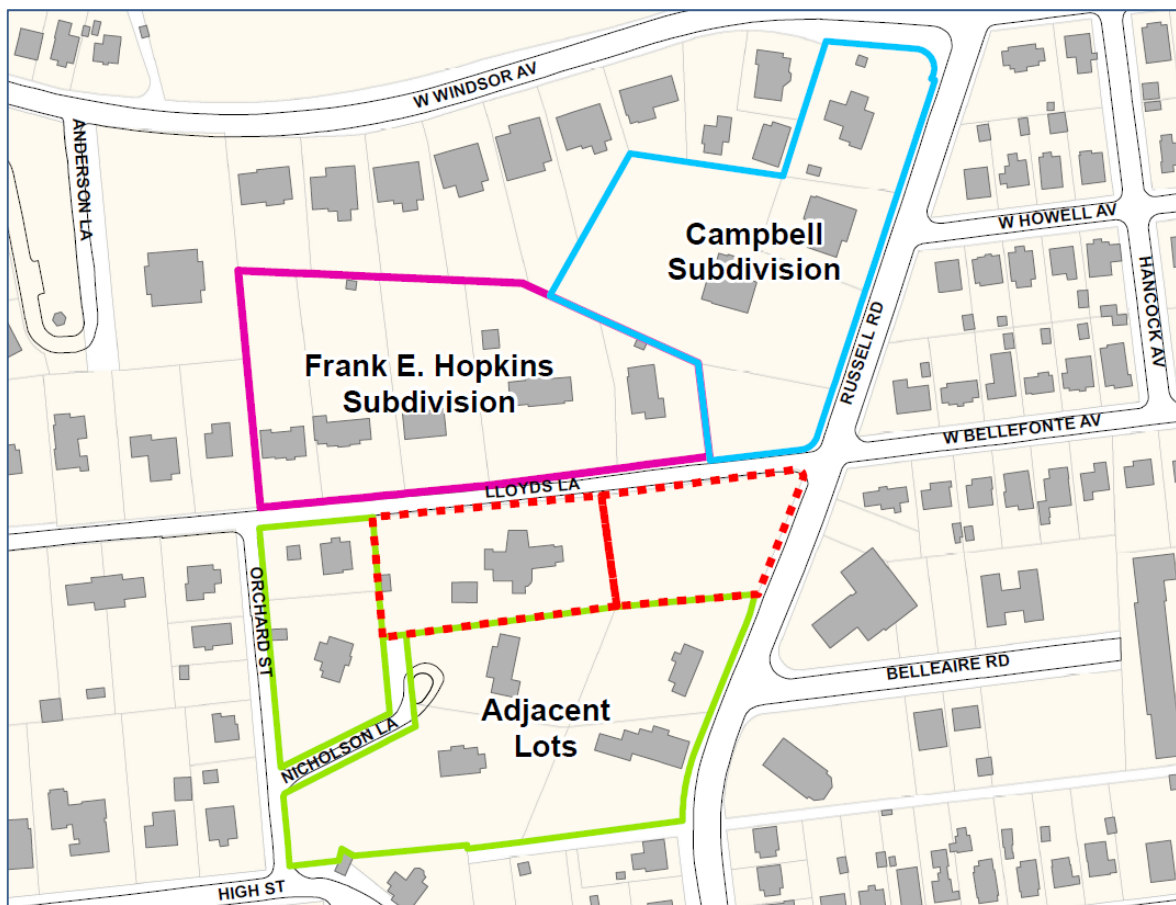 W WINDSOR AV
ANDERSON LA
Campbell
Subdivision
W HOWELL AV
HANCOCK AV
RUSSELL RD
Frank E. Hopkins
Subdivision
W BELLEFONTE AV
LLOYDS LA
ORCHARD ST
BELLEAIRE RD
Adjacent
Lots
NICHOLSON LA
HIGH ST